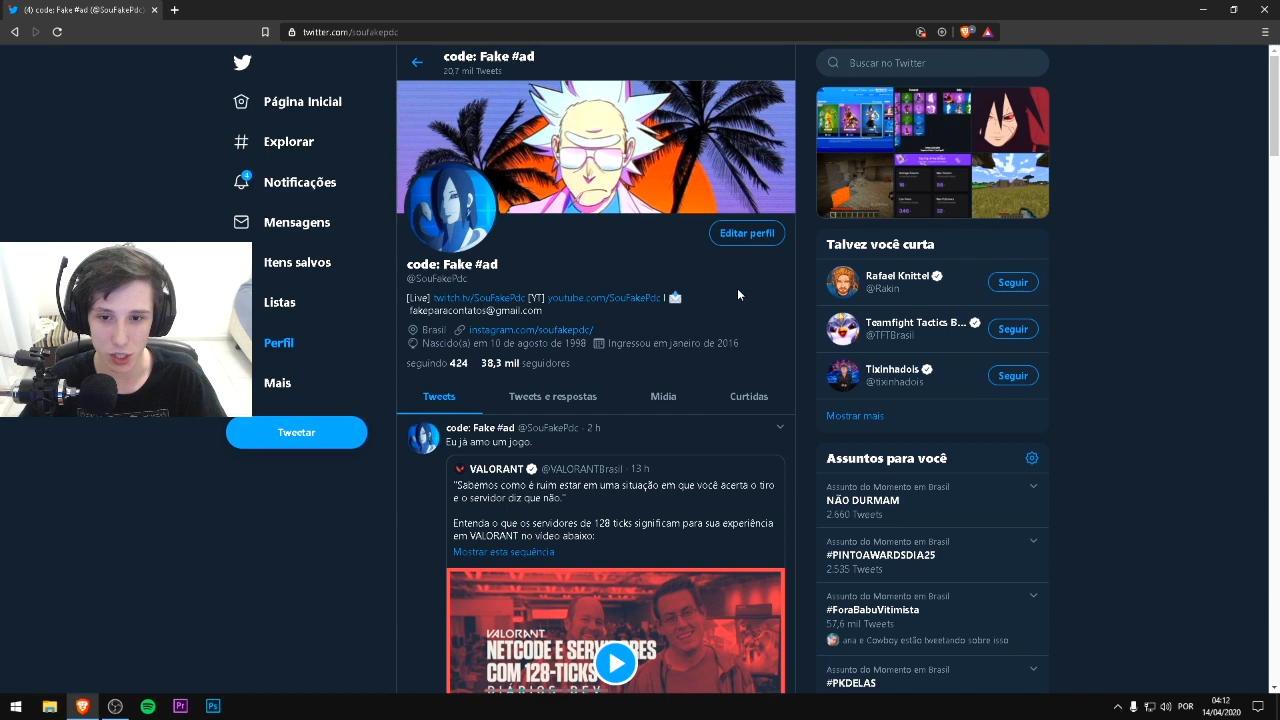 (4) code: Fake #ad (@SouFakePdc)
twitter.com/soufakepdc
code: Fake #ad
20,7 mil Tweets
Buscar no Twitter
Página Inicial
Explorar
4
Notificações
Mensagens
Itens salvos
Listas
Perfil
Mais
Tweetar
Editar perfil
code: Fake #ad
@SouFakePdc
[Live] twitch.tv/SouFakePdc [YT] youtube.com/SouFakePdc |
fakeparacontatos@gmail.com
Brasil instagram.com/soufakepdc/
Nascido(a) em 10 de agosto de 1998 Ingressou em janeiro de 2016
seguindo 424 38,3 mil seguidores
Tweets Tweets e respostas Mídia Curtidas
code: Fake #ad @SouFakePdc · 2 h
Eu já amo um jogo.
VALORANT @VALORANTBrasil · 13 h
"Sabemos como é ruim estar em uma situação em que você acerta o tiro
e o servidor diz que não."
Entenda o que os servidores de 128 ticks significam para sua experiência
em VALORANT no vídeo abaixo:
Mostrar esta sequência
VALORANT
NETCODE E SERVIDORES
COM 128-TICKS
DIÁRIOS DEV
Talvez você curta
Rafael Knittel
@Rakin
Seguir
Teamfight Tactics B...
@TFTBrasil
Seguir
Tixinhadois
@tixinhadois
Seguir
Mostrar mais
Assuntos para você
Assunto do Momento em Brasil
NÃO DURMAM
2.660 Tweets
Assunto do Momento em Brasil
#PINTOAWARDSDIA25
2.535 Tweets
Assunto do Momento em Brasil
#ForaBabuVitimista
57,6 mil Tweets
aria e Cowboy estão tweetando sobre isso
Assunto do Momento em Brasil
#PKDELAS
Pr
Ps
POR
04:12
14/04/2020